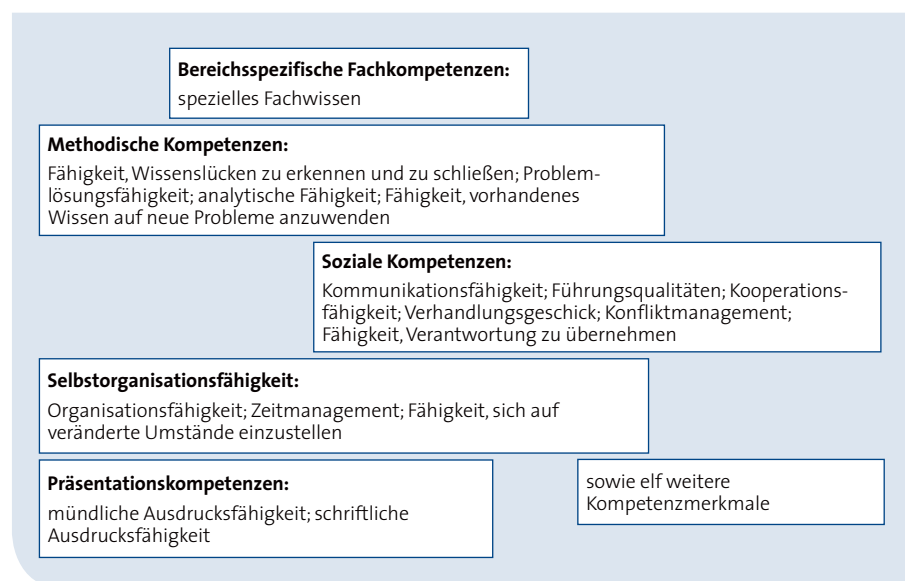 Bereichsspezifische Fachkompetenzen:
spezielles Fachwissen
Methodische Kompetenzen:
Fähigkeit, Wissenslücken zu erkennen und zu schließen; Problem-
lösungsfähigkeit; analytische Fähigkeit; Fähigkeit, vorhandenes
Wissen auf neue Probleme anzuwenden
Soziale Kompetenzen:
Kommunikationsfähigkeit; Führungsqualitäten; Kooperations-
fähigkeit; Verhandlungsgeschick; Konfliktmanagement;
Fähigkeit, Verantwortung zu übernehmen
Selbstorganisationsfähigkeit:
Organisationsfähigkeit; Zeitmanagement; Fähigkeit, sich auf
veränderte Umstände einzustellen
Präsentationskompetenzen:
mündliche Ausdrucksfähigkeit; schriftliche
Ausdrucksfähigkeit
sowie elf weitere
Kompetenzmerkmale